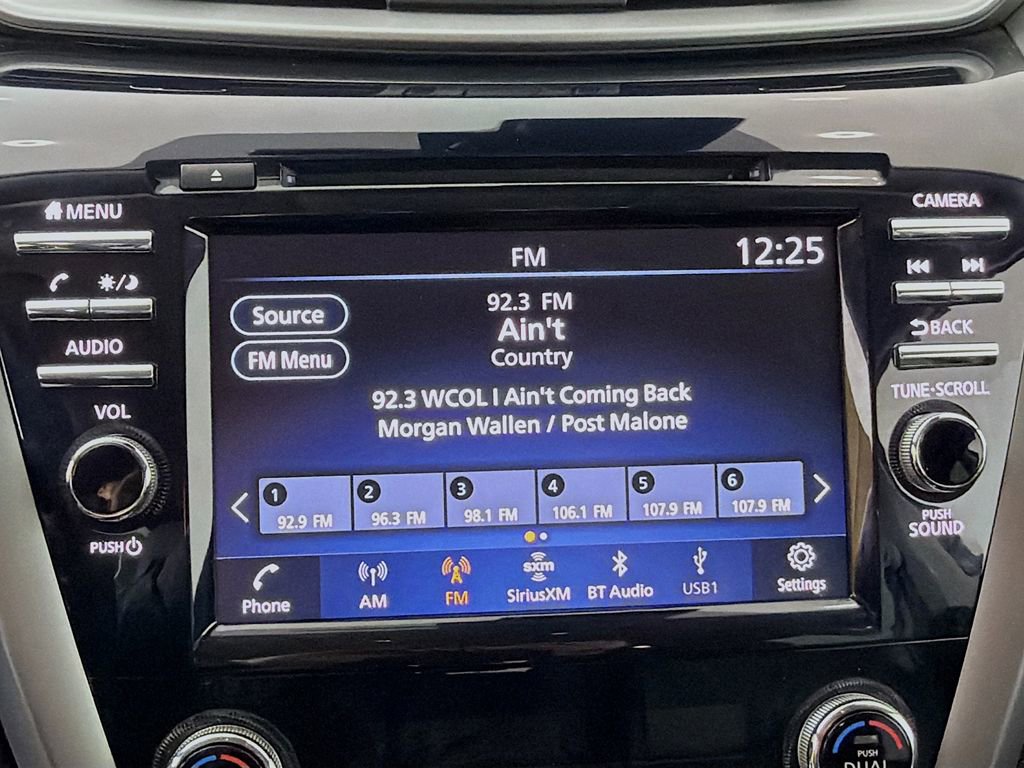 MENU
CAMERA
FM
12:25
92.3 FM
Source
Ain't
AUDIO
BACK
FM Menu
Country
92.3 WCOL I Ain't Coming Back
Morgan Wallen / Post Malone
VOL
TUNE·SCROLL
1 2 3 4 5 6
92.9 FM 96.3 FM 98.1 FM 106.1 FM 107.9 FM 107.9 FM
PUSH
PUSH
SOUND
sxm
Phone AM FM SiriusXM BT Audio USB1 Settings
PUSH
DUAL